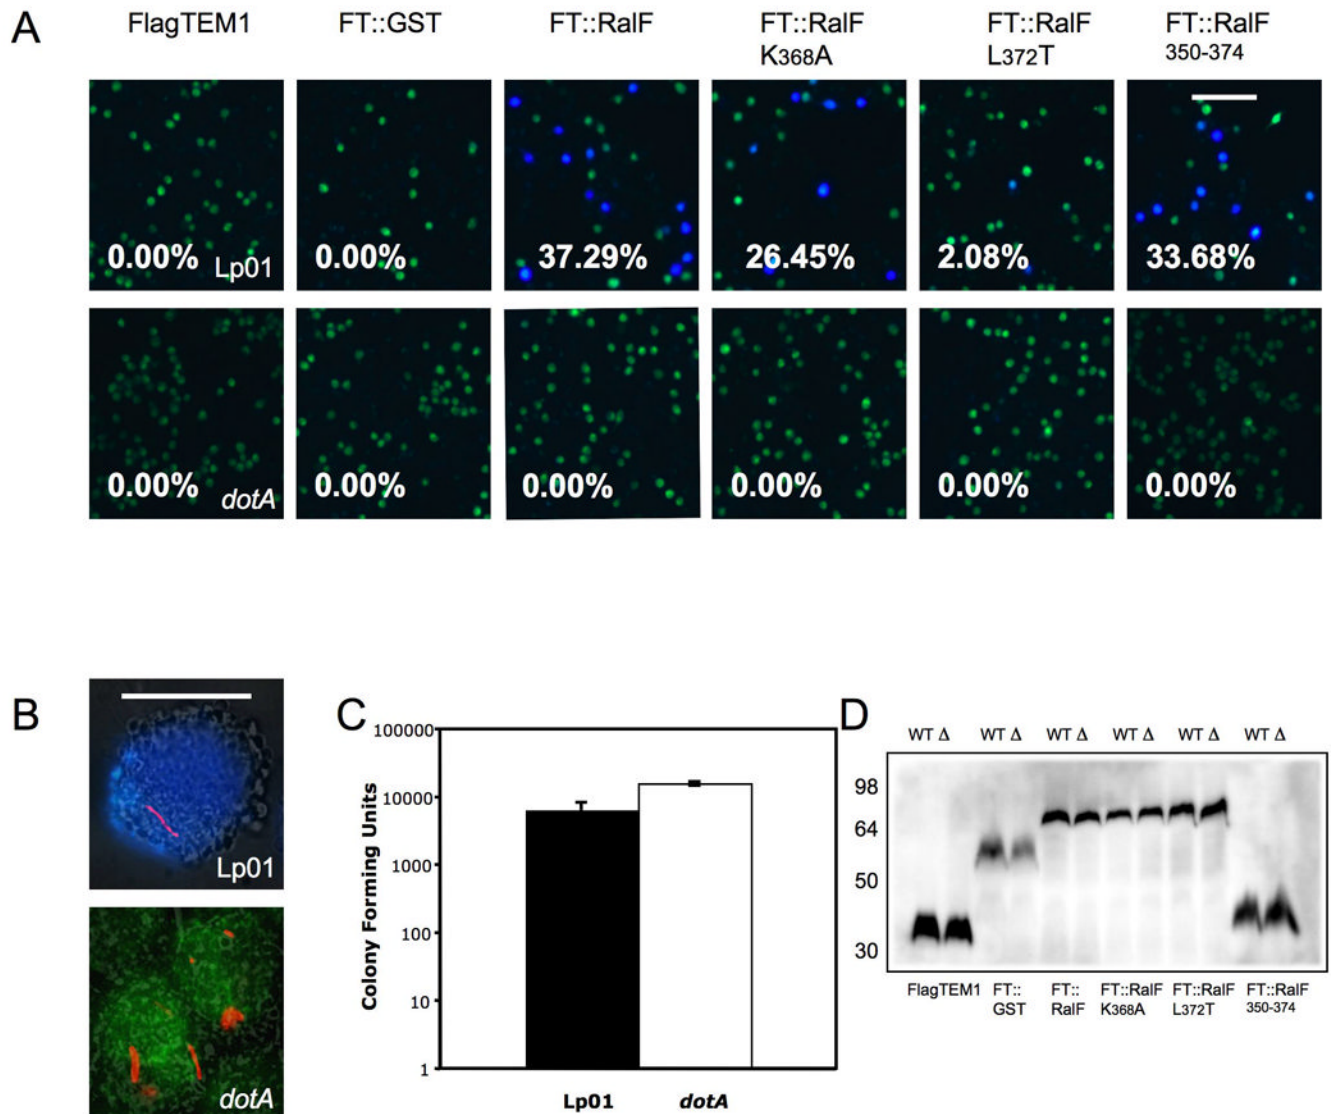 A
FlagTEM1 FT::GST FT::RalF FT::RalF FT::RalF FT::RalF
K368A L372T 350-374
0.00% Lp01 0.00% 37.29% 26.45% 2.08% 33.68%
0.00% dotA 0.00% 0.00% 0.00% 0.00% 0.00%
B
Lp01
dotA
C
Colony Forming Units
100000
10000
1000
100
10
1
Lp01 dotA
D
WT Δ WT Δ WT Δ WT Δ WT Δ WT Δ
98
64
50
30
FlagTEM1 FT:: FT:: FT::RalF FT::RalF FT::RalF
GST RalF K368A L372T 350-374